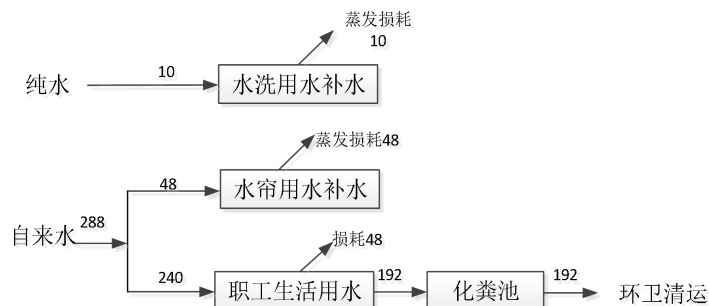 蒸发损耗
10
纯水
10
水洗用水补水
蒸发损耗48
48
水帘用水补水
自来水
288
损耗48
240
职工生活用水
192
化粪池
192
环卫清运